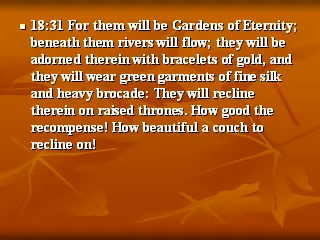 18:31 For them will be Gardens of Eternity;
beneath them rivers will flow; they will be
adorned therein with bracelets of gold, and
they will wear green garments of fine silk
and heavy brocade: They will recline
therein on raised thrones. How good the
recompense! How beautiful a couch to
recline on!